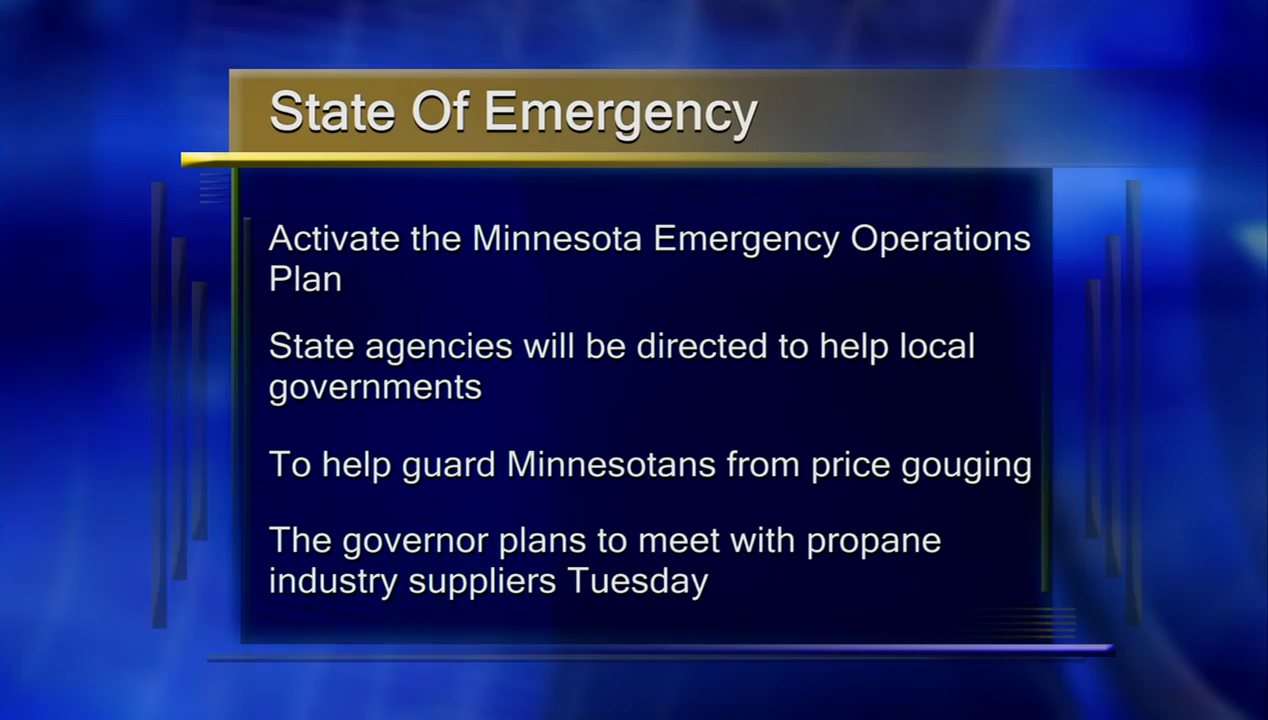 State Of Emergency
Activate the Minnesota Emergency Operations
Plan
State agencies will be directed to help local
governments
To help guard Minnesotans from price gouging
The governor plans to meet with propane
industry suppliers Tuesday